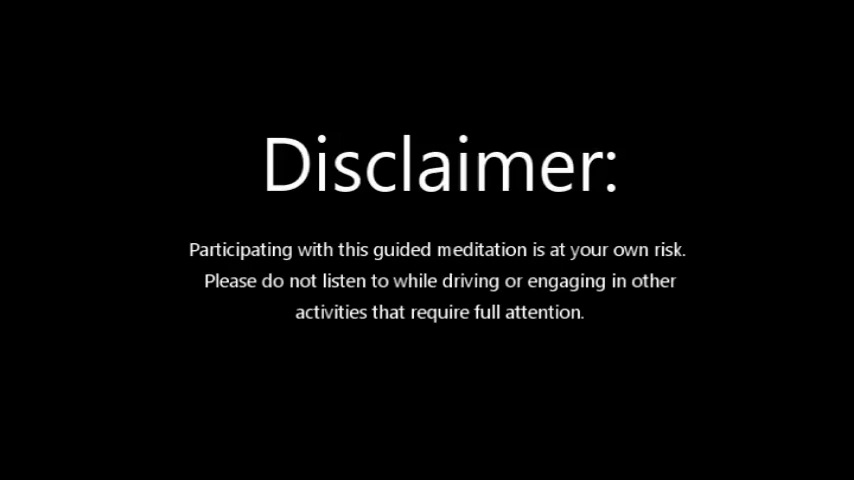 Disclaimer:
Participating with this guided meditation is at your own risk.
Please do not listen to while driving or engaging in other
activities that require full attention.